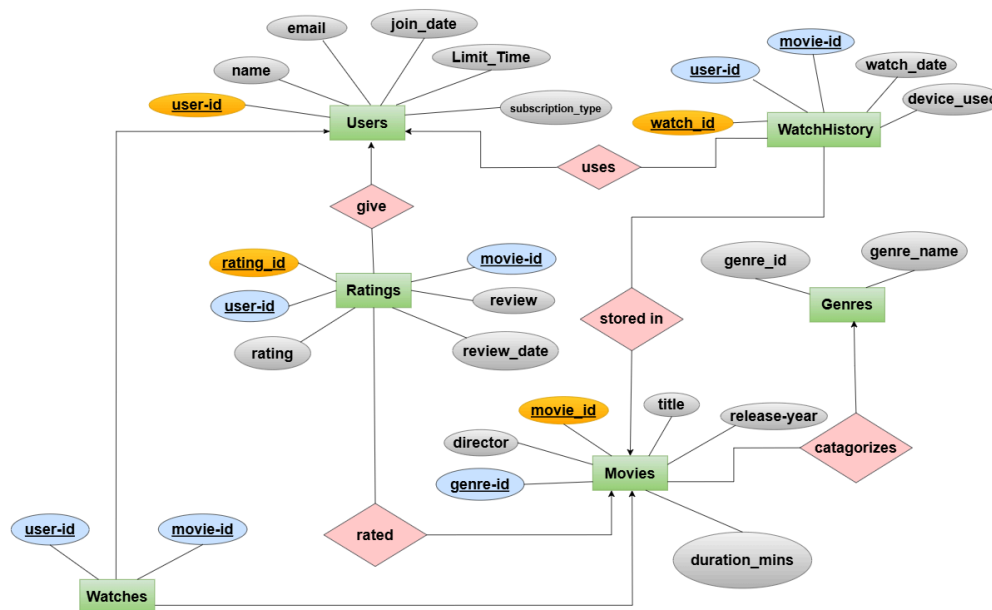 email
join_date
Limit_Time
name
user-id
subscription_type
Users
movie-id
user-id
watch_date
device_used
watch_id
WatchHistory
uses
give
rating_id
movie-id
user-id
Ratings
review
rating
review_date
stored in
genre_id
genre_name
Genres
movie_id
title
release-year
director
Movies
genre-id
catagorizes
user-id
movie-id
rated
duration_mins
Watches